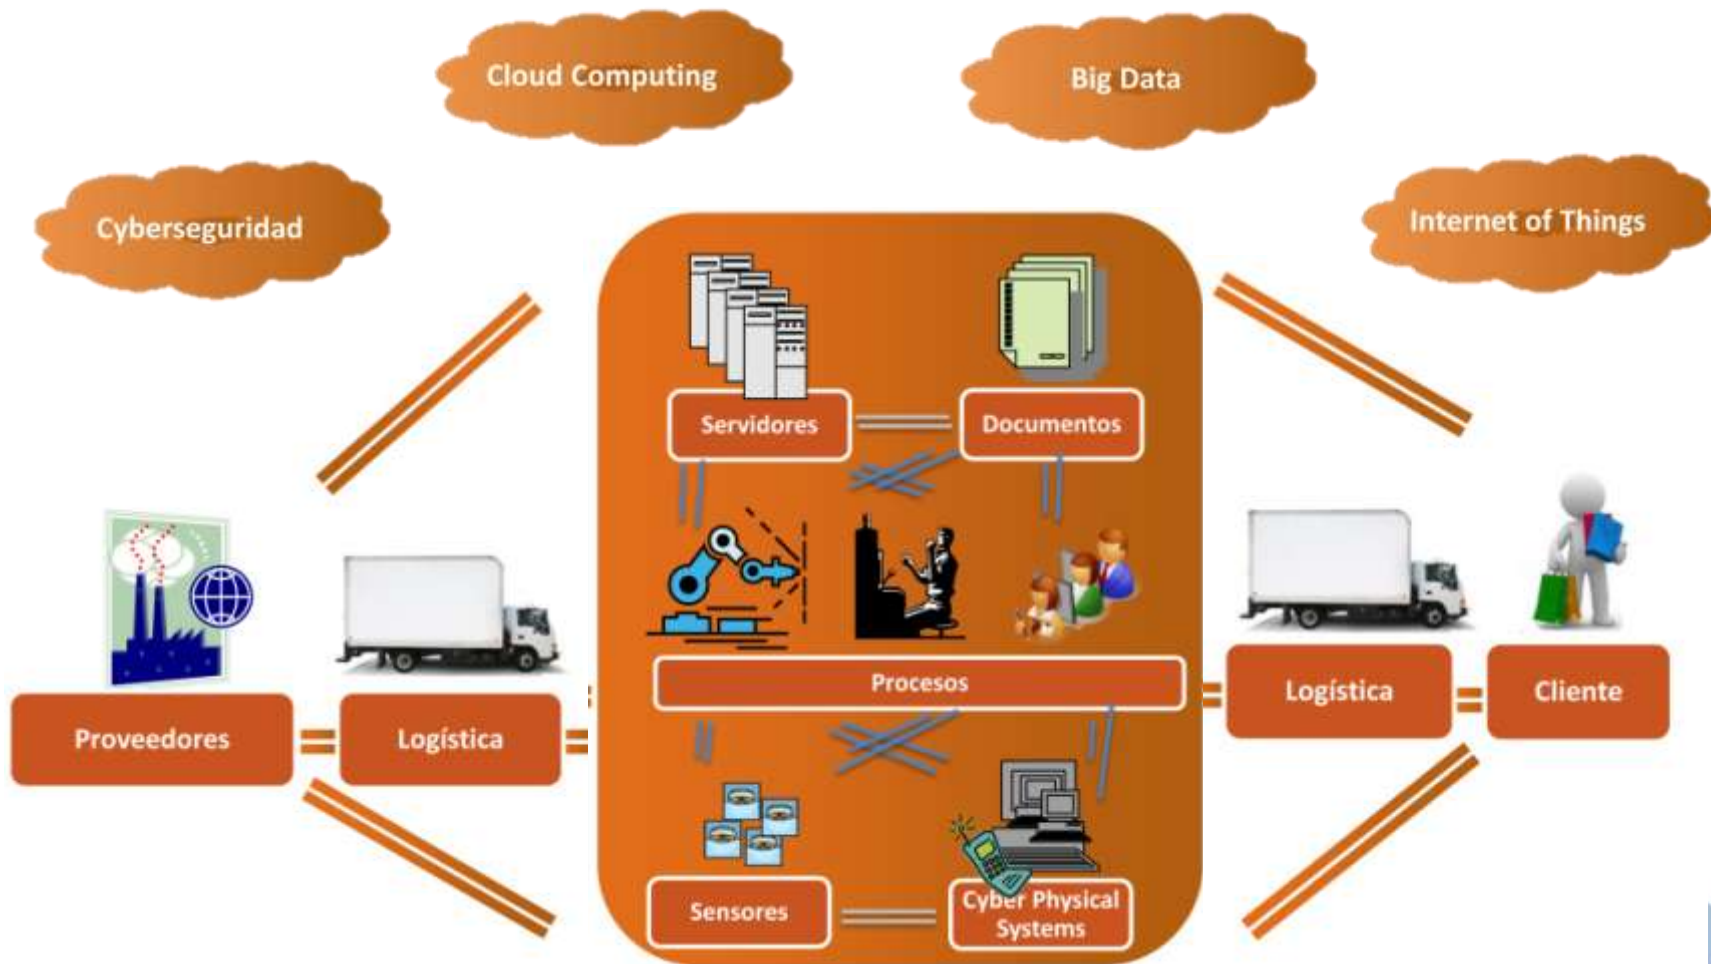 Cloud Computing
Big Data
Cyberseguridad
Internet of Things
Servidores
Documentos
Procesos
Proveedores
Logística
Logística
Cliente
Sensores
Cyber Physical
Systems